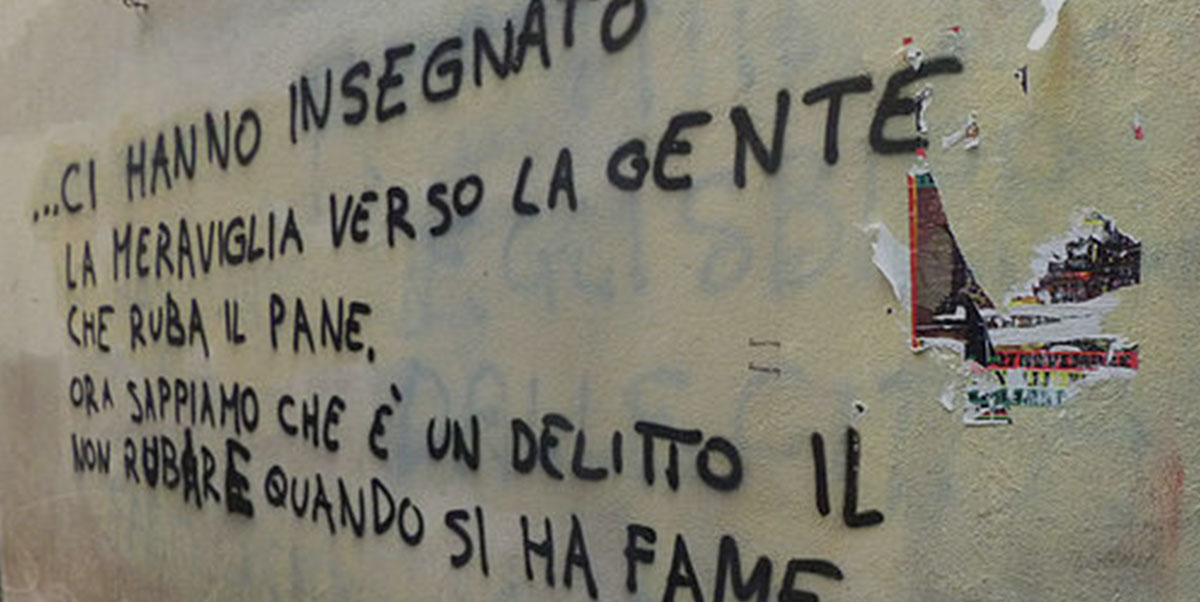 ...CI HANNO INSEGNATO
LA MERAVIGLIA VERSO LA GENTE
CHE RUBA IL PANE,
ORA SAPPIAMO CHE È UN DELITTO IL
NON RUBARE QUANDO SI HA FAME